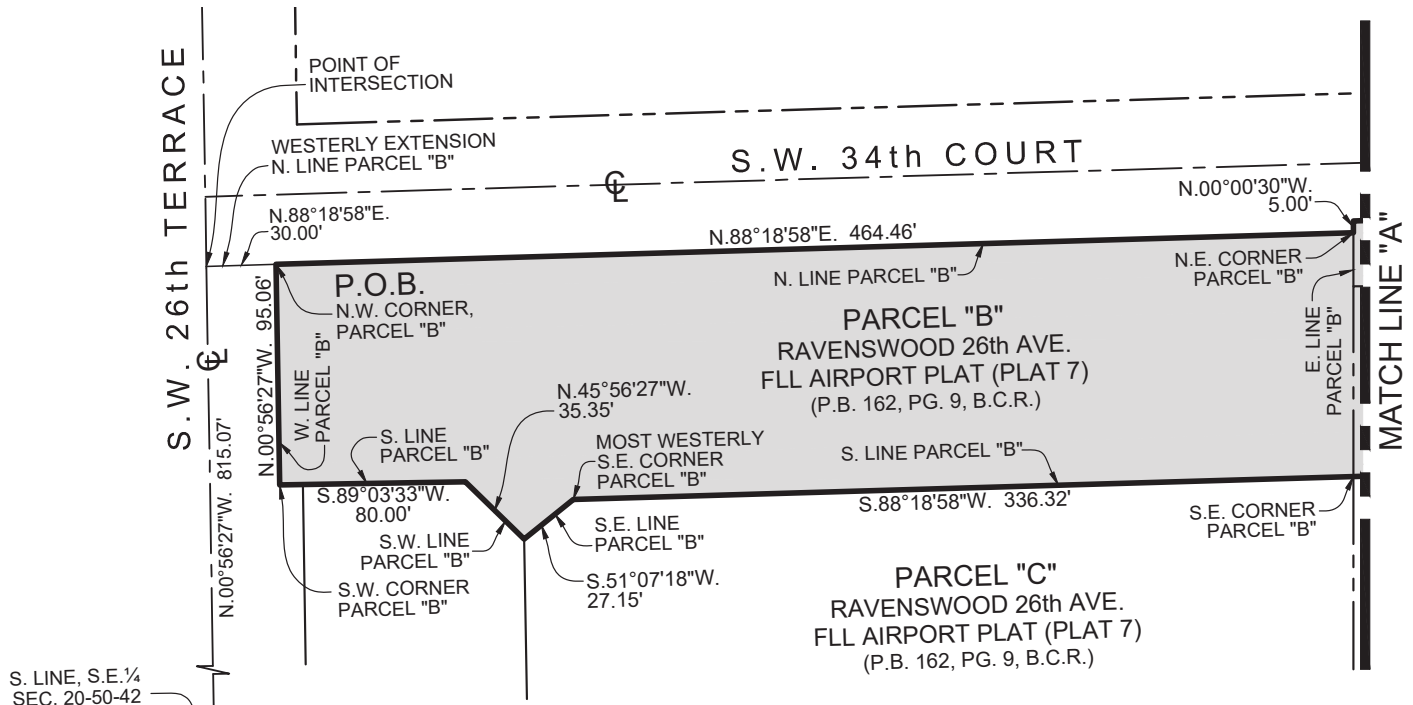 POINT OF
INTERSECTION
S.W. 26th TERRACE
WESTERLY EXTENSION
N. LINE PARCEL "B"
S.W. 34th COURT
℄
N.00°00'30"W.
5.00'
N.88°18'58"E.
30.00'
N.88°18'58"E. 464.46'
N. LINE PARCEL "B"
N.E. CORNER
PARCEL "B"
MATCH LINE "A"
P.O.B.
N.W. CORNER,
PARCEL "B"
N.00°56'27"W. 95.06'
W. LINE
PARCEL "B"
℄
PARCEL "B"
RAVENSWOOD 26th AVE.
FLL AIRPORT PLAT (PLAT 7)
(P.B. 162, PG. 9, B.C.R.)
E. LINE
PARCEL "B"
N.45°56'27"W.
35.35'
S. LINE
PARCEL "B"
MOST WESTERLY
S.E. CORNER
PARCEL "B"
S. LINE PARCEL "B"
S.89°03'33"W.
80.00'
S.88°18'58"W. 336.32'
S.E. CORNER
PARCEL "B"
N.00°56'27"W. 815.07'
S.W. LINE
PARCEL "B"
S.E. LINE
PARCEL "B"
S.W. CORNER
PARCEL "B"
S.51°07'18"W.
27.15'
PARCEL "C"
RAVENSWOOD 26th AVE.
FLL AIRPORT PLAT (PLAT 7)
(P.B. 162, PG. 9, B.C.R.)
S. LINE, S.E.¼
SEC. 20-50-42